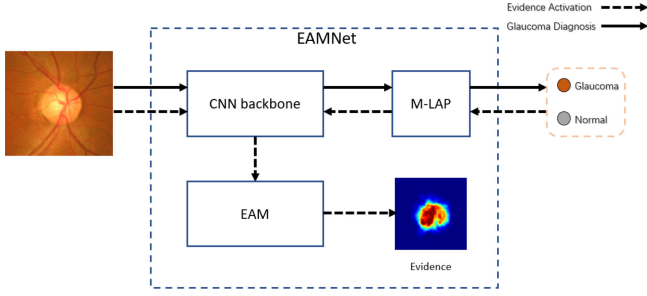 Evidence Activation
Glaucoma Diagnosis
EAMNet
CNN backbone
M-LAP
Glaucoma
Normal
EAM
Evidence